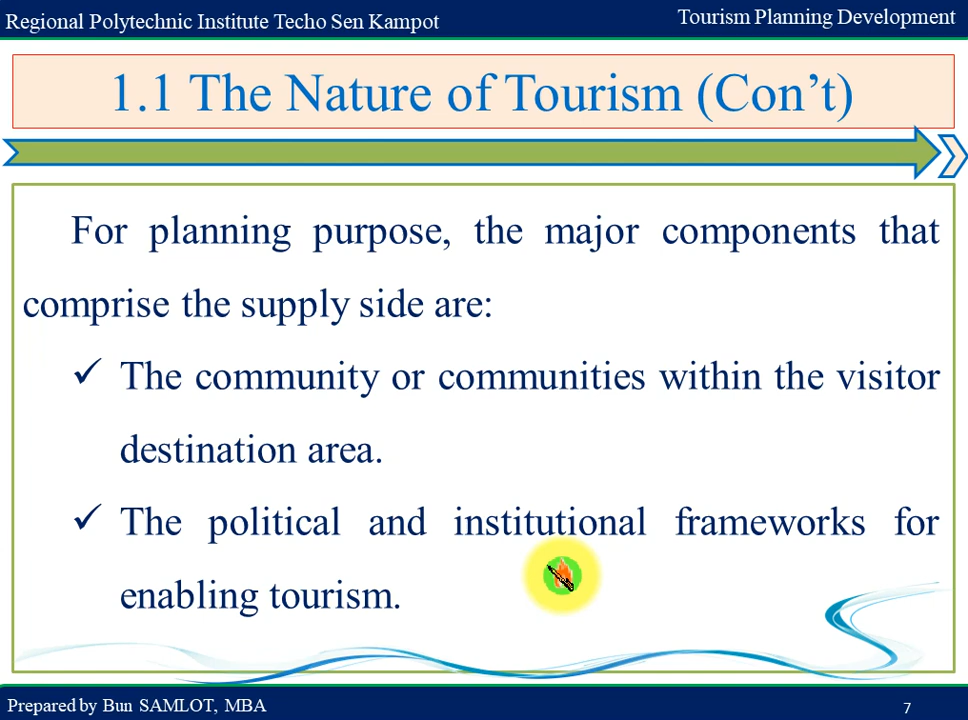 Regional Polytechnic Institute Techo Sen Kampot
Tourism Planning Development
1.1 The Nature of Tourism (Con’t)
For planning purpose, the major components that
comprise the supply side are:
✓ The community or communities within the visitor
destination area.
✓ The political and institutional frameworks for
enabling tourism.
Prepared by Bun SAMLOT, MBA
7